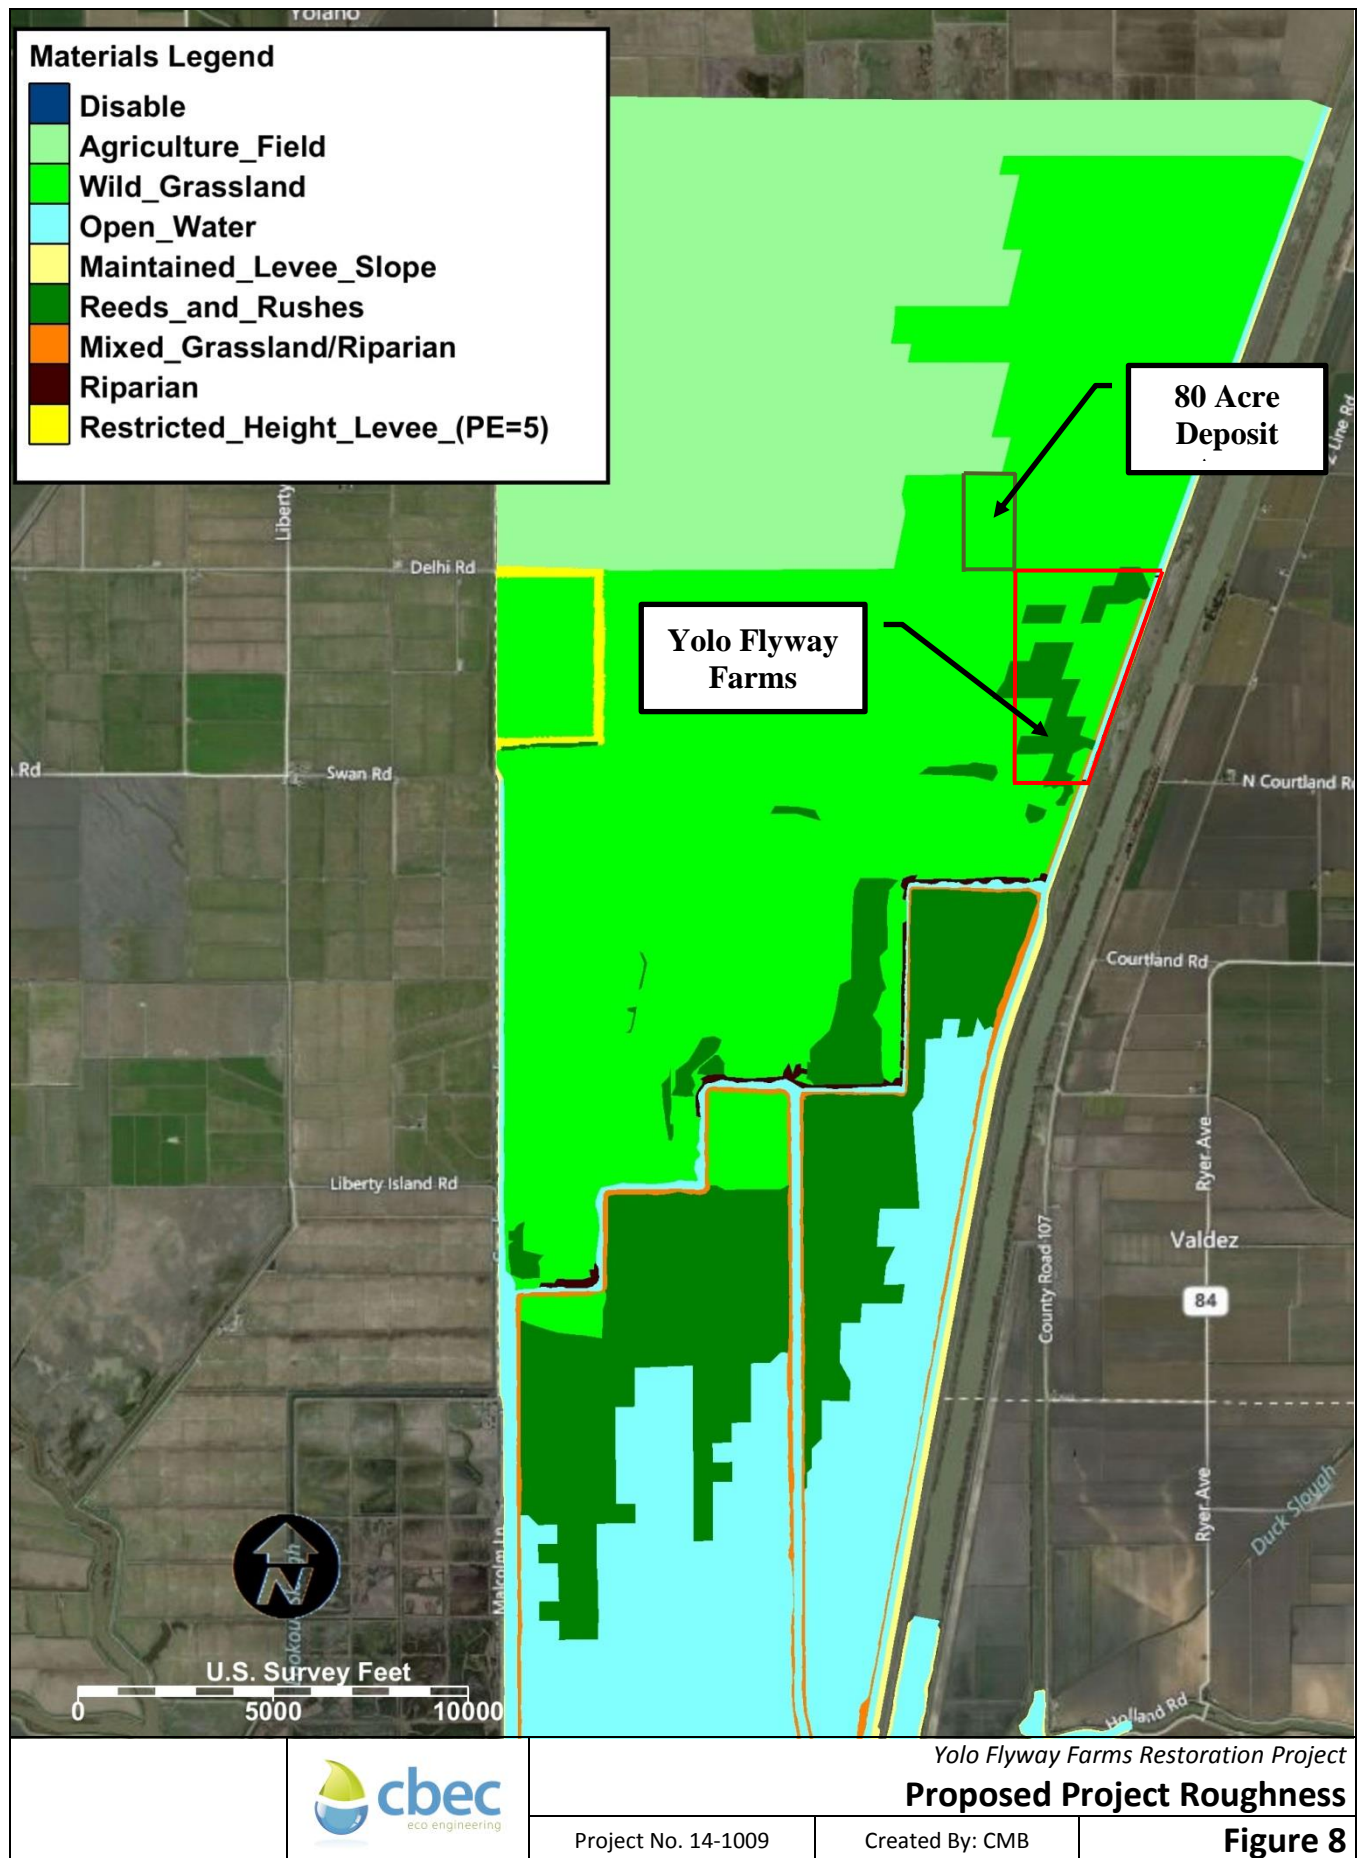 Yolano
Materials Legend
Disable
Agriculture_Field
Wild_Grassland
Open_Water
Maintained_Levee_Slope
Reeds_and_Rushes
Mixed_Grassland/Riparian
Riparian
Restricted_Height_Levee_(PE=5)
80 Acre
Deposit
Z Line Rd
Liberty
Delhi Rd
Yolo Flyway
Farms
Rd
Swan Rd
N Courtland R
Courtland Rd
Ryer Ave
Liberty Island Rd
Valdez
84
County Road 107
Ryer Ave
Duck Slough
Malcolm Ln
N
U.S. Survey Feet
0 5000 10000
Holland Rd
Yolo Flyway Farms Restoration Project
cbec
eco engineering
Proposed Project Roughness
Project No. 14-1009
Created By: CMB
Figure 8